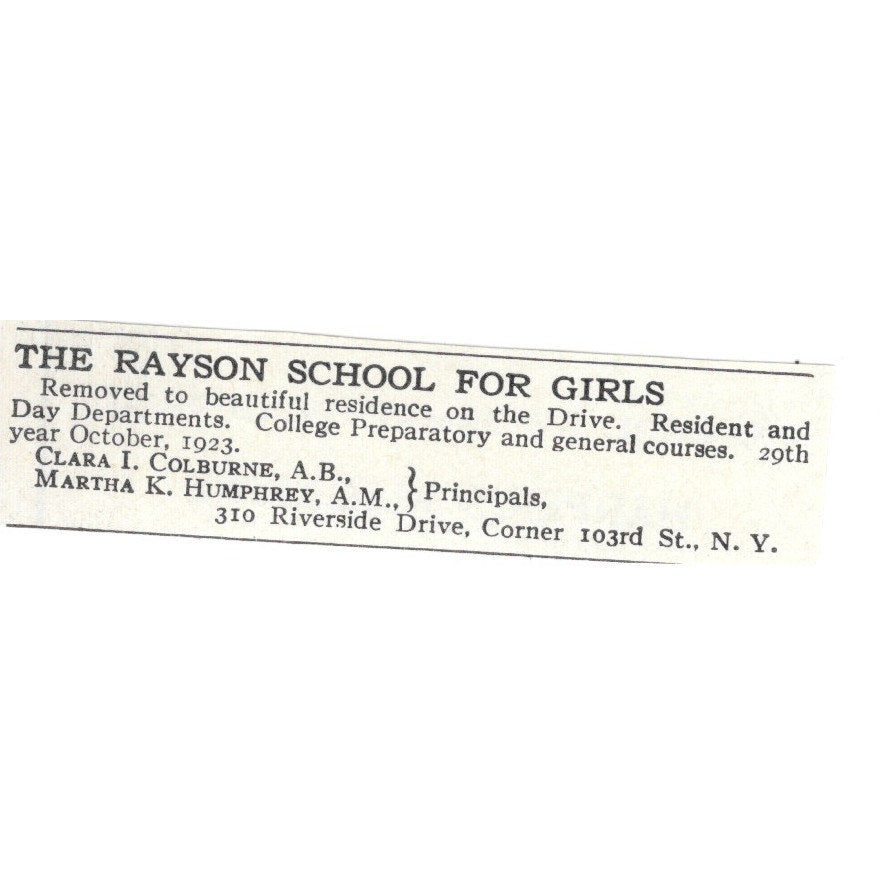 THE RAYSON SCHOOL FOR GIRLS
Removed to beautiful residence on the Drive. Resident and
Day Departments. College Preparatory and general courses. 29th
year October, 1923.
CLARA I. COLBURNE, A.B.,
MARTHA K. HUMPHREY, A.M., } Principals,
310 Riverside Drive, Corner 103rd St., N. Y.